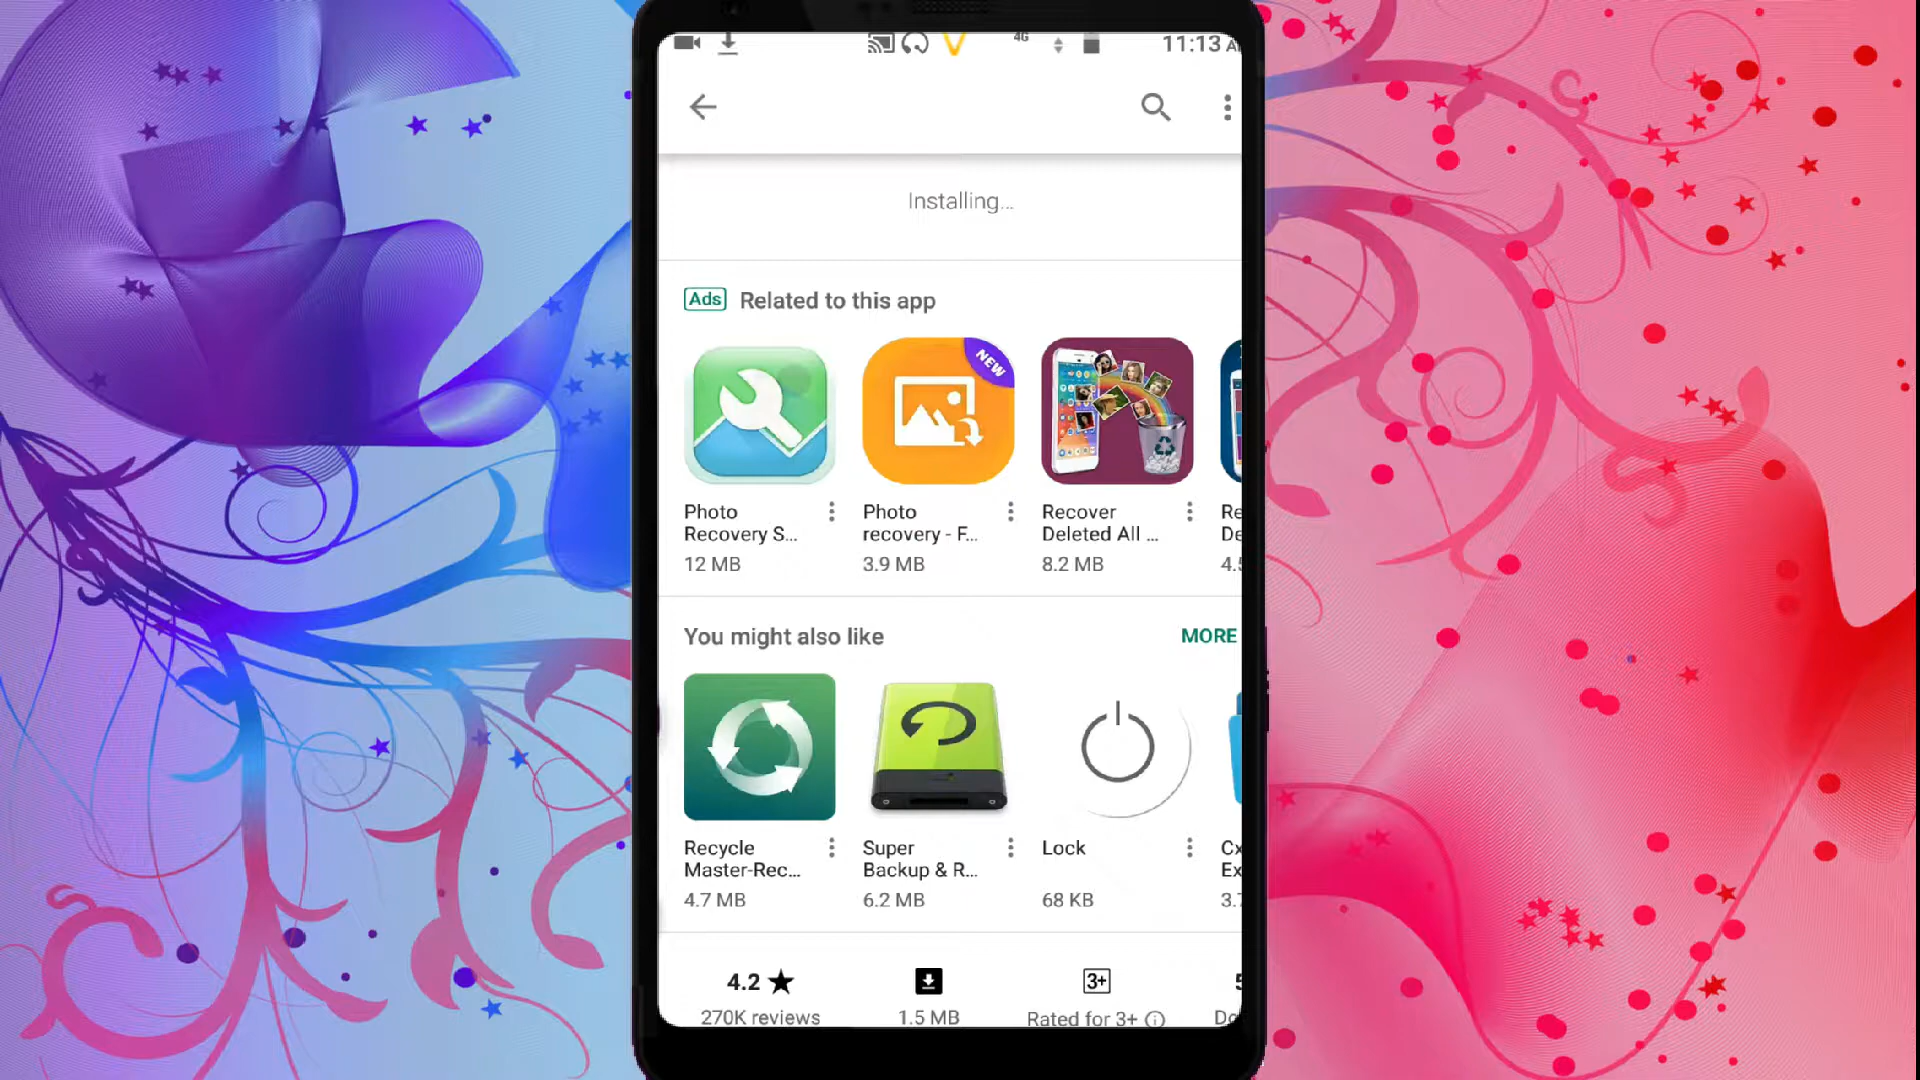 4G
11:13 A
Installing...
Ads Related to this app
NEW
Photo
Recovery S...
12 MB
Photo
recovery - F...
3.9 MB
Recover
Deleted All ...
8.2 MB
Re
De
4.5
You might also like MORE
Recycle
Master-Rec...
4.7 MB
Super
Backup & R...
6.2 MB
Lock
68 KB
Cx
Ex
3.7
4.2 ★
270K reviews
1.5 MB
3+
Rated for 3+
Do